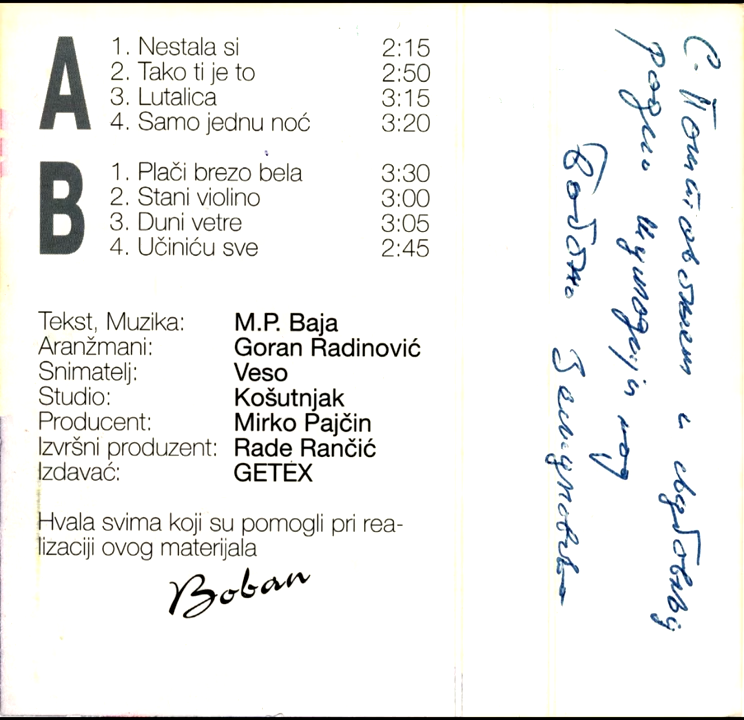 A
1. Nestala si 2:15
2. Tako ti je to 2:50
3. Lutalica 3:15
4. Samo jednu noć 3:20
B
1. Plači brezo bela 3:30
2. Stani violino 3:00
3. Duni vetre 3:05
4. Učiniću sve 2:45
Tekst, Muzika: M.P. Baja
Aranžmani: Goran Radinović
Snimatelj: Veso
Studio: Košutnjak
Producent: Mirko Pajčin
Izvršni produzent: Rade Rančić
Izdavać: GETEX
Hvala svima koji su pomogli pri rea-
lizaciji ovog materijala
Boban
С. Поштовањем и
Бобан